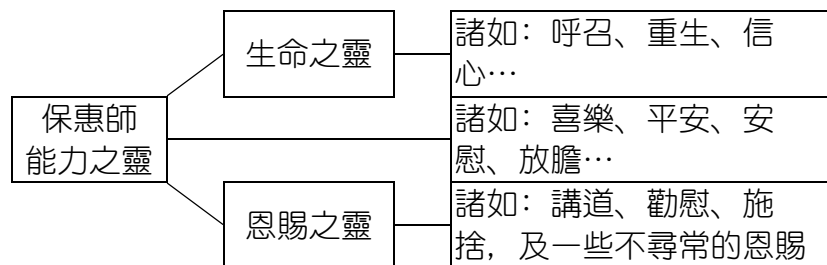 生命之靈
諸如：呼召、重生、信
心…
保惠師
能力之靈
諸如：喜樂、平安、安
慰、放膽…
恩賜之靈
諸如：講道、勸慰、施
捨，及一些不尋常的恩賜